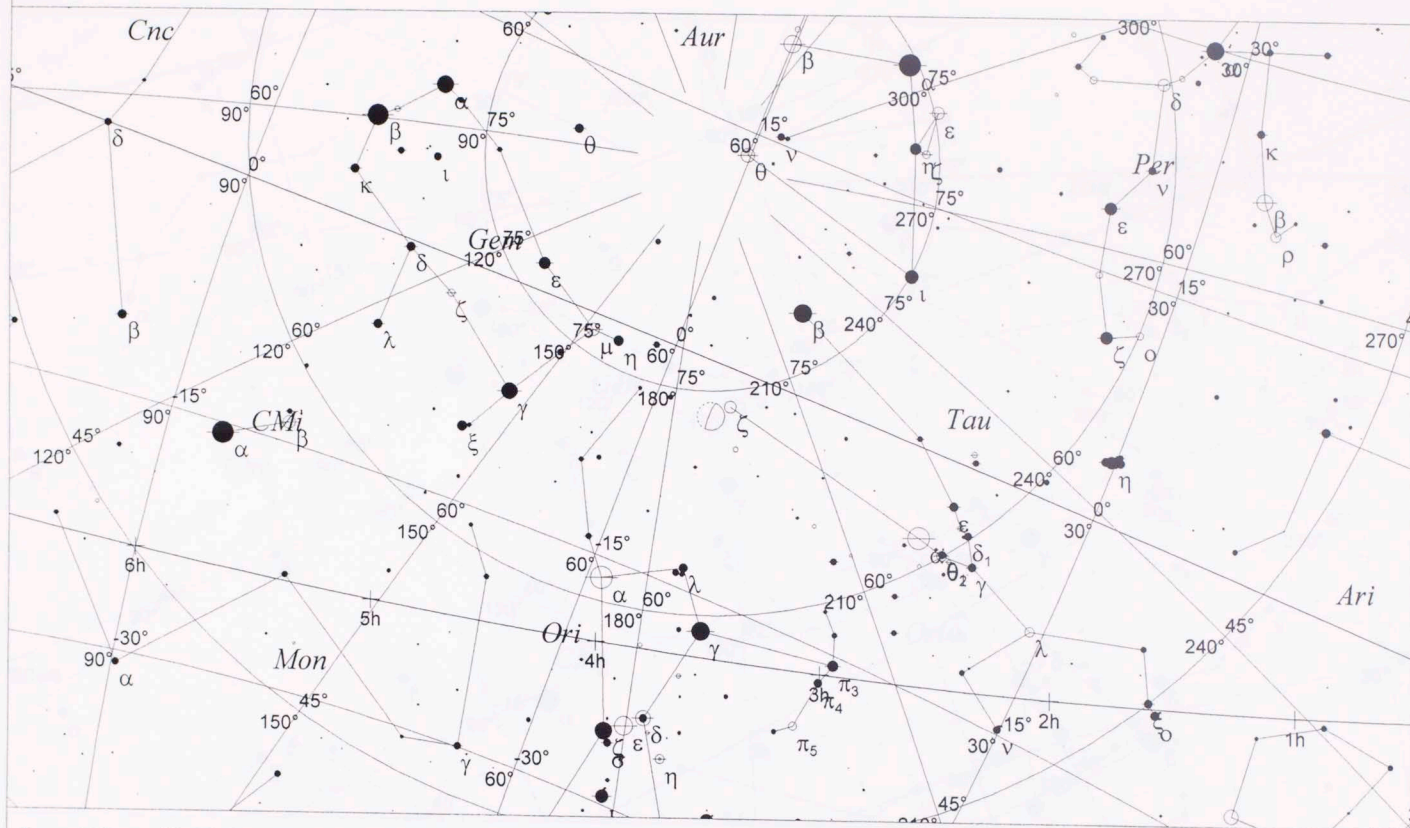 Cnc
Aur
300°
60°
30°
β
α
60°
90°
α
β
75°
90°
75°
300°
α
δ
δ
θ
15°
60°
ν
θ
ε
η
ζ
κ
κ
ι
0°
90°
Per
ν
75°
270°
ε
β
ρ
Gem
75°
120°
δ
ε
60°
270°
15°
30°
ζ
ι
β
λ
60°
120°
75°
150°
μ
η
0°
60°
β
75°
240°
ζ
ο
270°
75°
180°
75°
210°
γ
ζ
-15°
90°
CMi
α
β
45°
120°
ξ
Tau
60°
240°
η
0°
30°
60°
150°
ε
δ₁
α
θ₂
γ
-15°
60°
α
λ
60°
180°
60°
210°
6h
5h
Ori
4h
γ
Ari
45°
240°
λ
-30°
90°
α
Mon
π₃
3h
π₄
π₅
2h
ζ
ο
1h
-15°
30°
ν
45°
150°
γ
-30°
60°
ζ
σ
ε
δ
η
45°
210°